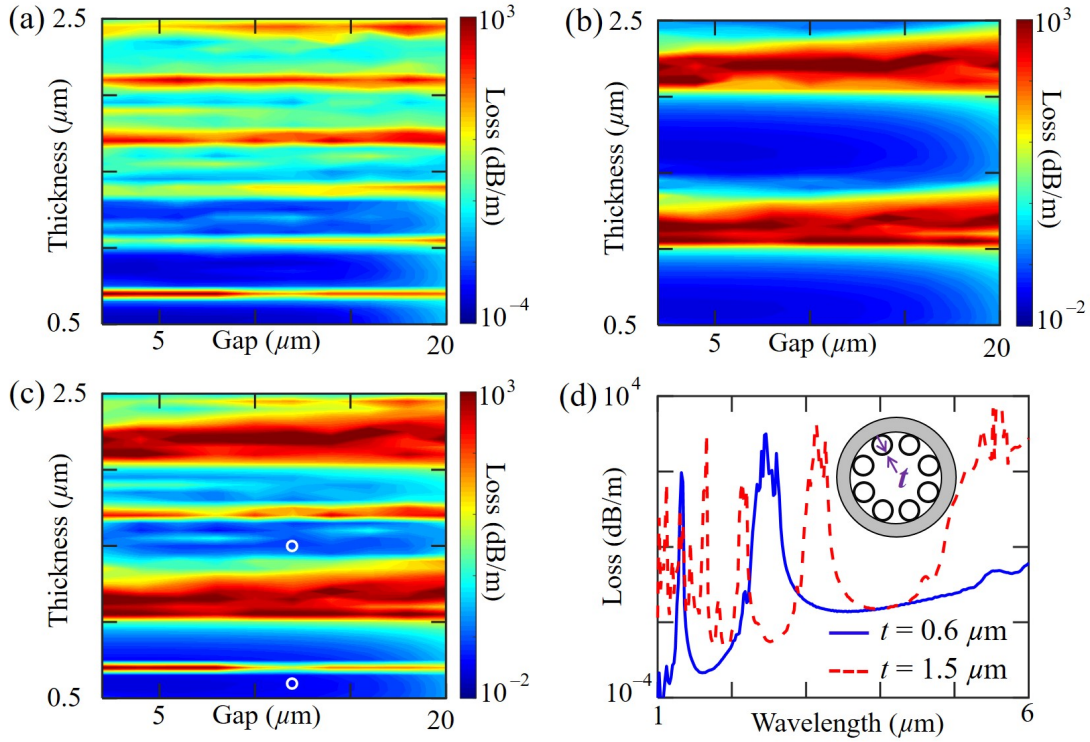 (a)
2.5
Thickness (µm)
0.5
5
Gap (µm)
20
10³
Loss (dB/m)
10⁻⁴
(b)
2.5
Thickness (µm)
0.5
5
Gap (µm)
20
10³
Loss (dB/m)
10⁻²
(c)
2.5
Thickness (µm)
0.5
5
Gap (µm)
20
10³
Loss (dB/m)
10⁻²
(d)
10⁴
Loss (dB/m)
10⁻⁴
t
t = 0.6 µm
t = 1.5 µm
1
Wavelength (µm)
6